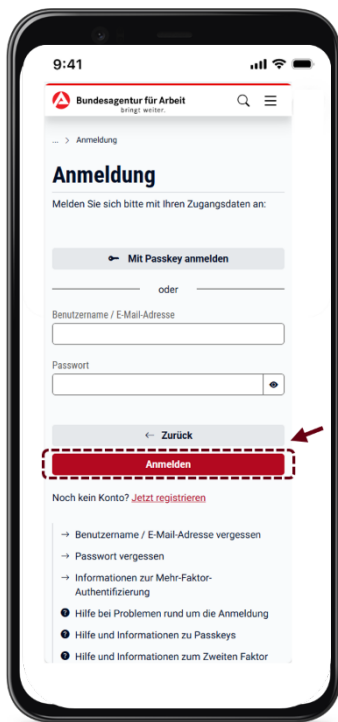 9:41
Bundesagentur für Arbeit
bringt weiter.
... > Anmeldung
Anmeldung
Melden Sie sich bitte mit Ihren Zugangsdaten an:
Mit Passkey anmelden
oder
Benutzername / E-Mail-Adresse
Passwort
← Zurück
Anmelden
Noch kein Konto? Jetzt registrieren
→ Benutzername / E-Mail-Adresse vergessen
→ Passwort vergessen
→ Informationen zur Mehr-Faktor-
Authentifizierung
? Hilfe bei Problemen rund um die Anmeldung
? Hilfe und Informationen zu Passkeys
? Hilfe und Informationen zum Zweiten Faktor